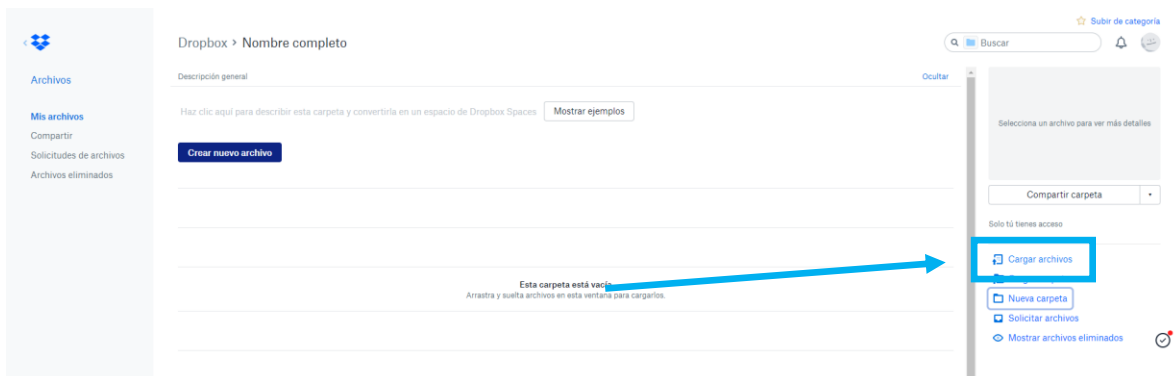 Subir de categoría
Dropbox > Nombre completo
Buscar
Archivos
Mis archivos
Compartir
Solicitudes de archivos
Archivos eliminados
Descripción general
Ocultar
Haz clic aquí para describir esta carpeta y convertirla en un espacio de Dropbox Spaces
Mostrar ejemplos
Crear nuevo archivo
Esta carpeta está vacía
Arrastra y suelta archivos en esta ventana para cargarlos.
Selecciona un archivo para ver más detalles
Compartir carpeta
Solo tú tienes acceso
Cargar archivos
Nueva carpeta
Solicitar archivos
Mostrar archivos eliminados